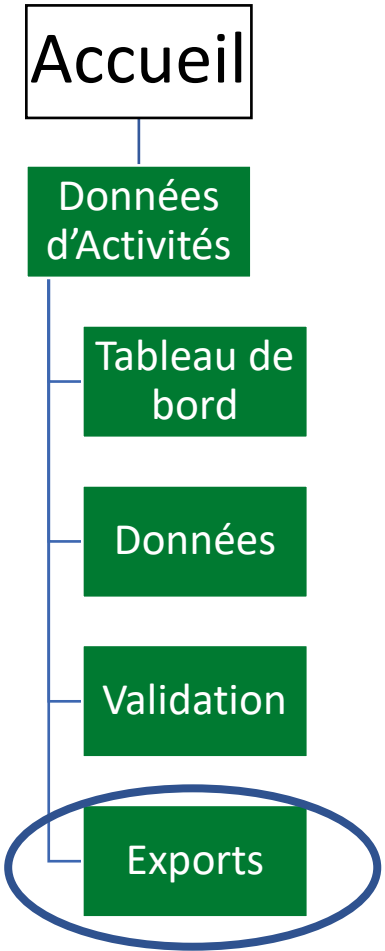 Accueil
Données
d’Activités
Tableau de
bord
Données
Validation
Exports